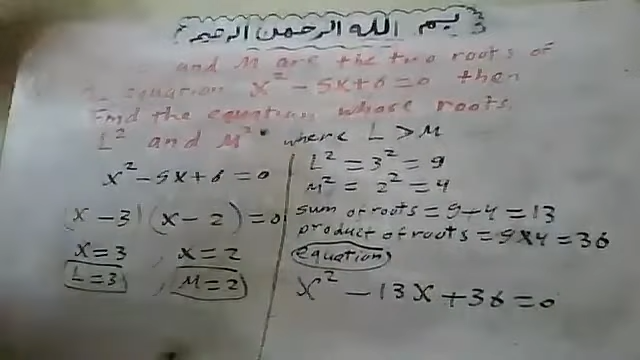 بسم الله الرحمن الرحيم
and M are the two roots of
equation x² - 5x + 6 = 0 then
Find the equation whose roots
L² and M² where L > M
x² - 5x + 6 = 0
(x - 3)(x - 2) = 0
x = 3 , x = 2
L = 3 , M = 2
L² = 3² = 9
M² = 2² = 4
sum of roots = 9 + 4 = 13
product of roots = 9 x 4 = 36
equation
x² - 13x + 36 = 0